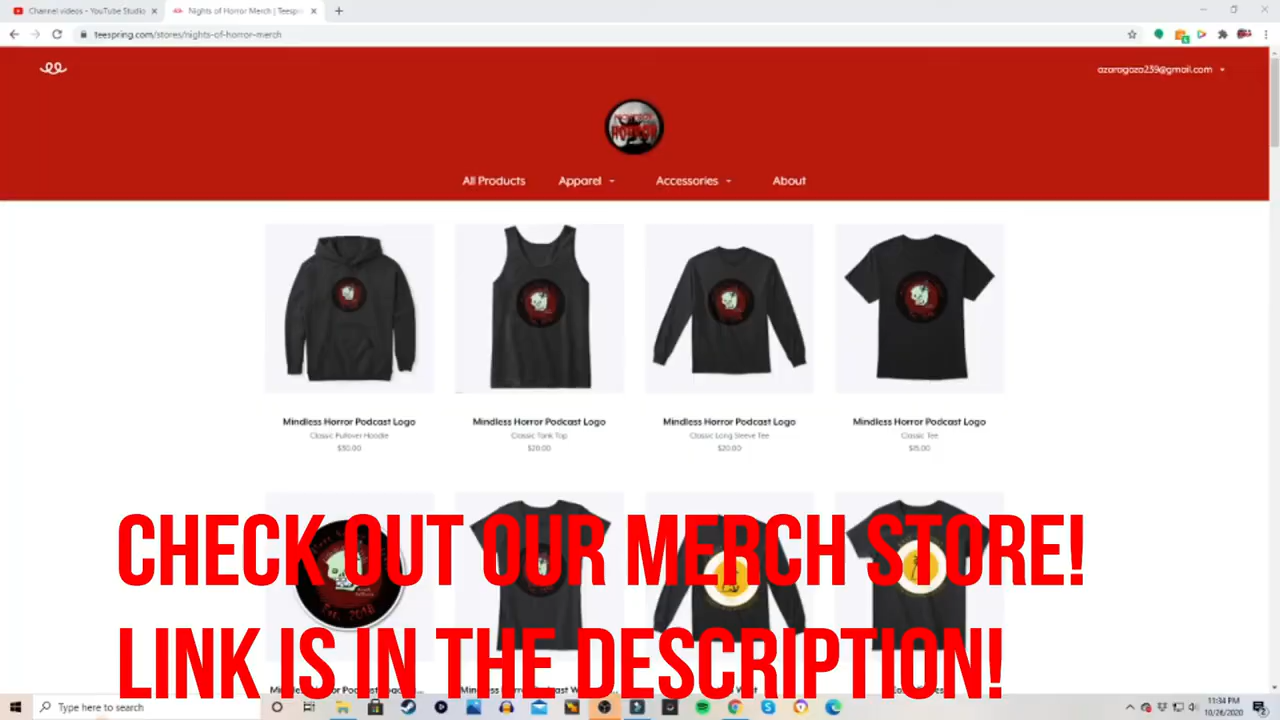 Channel videos - YouTube Studio
Nights of Horror Merch | Teespri
teespring.com/stores/nights-of-horror-merch
azaragoza239@gmail.com
HORROR
All Products Apparel Accessories About
Mindless Horror Podcast Logo Mindless Horror Podcast Logo Mindless Horror Podcast Logo Mindless Horror Podcast Logo
Classic Pullover Hoodie Classic Tank Top Classic Long Sleeve Tee Classic Tee
$30.00 $20.00 $20.00 $15.00
CHECK OUT OUR MERCH STORE!
Est. 2018
LINK IS IN THE DESCRIPTION!
Type here to search
11:34 PM
10/26/2020